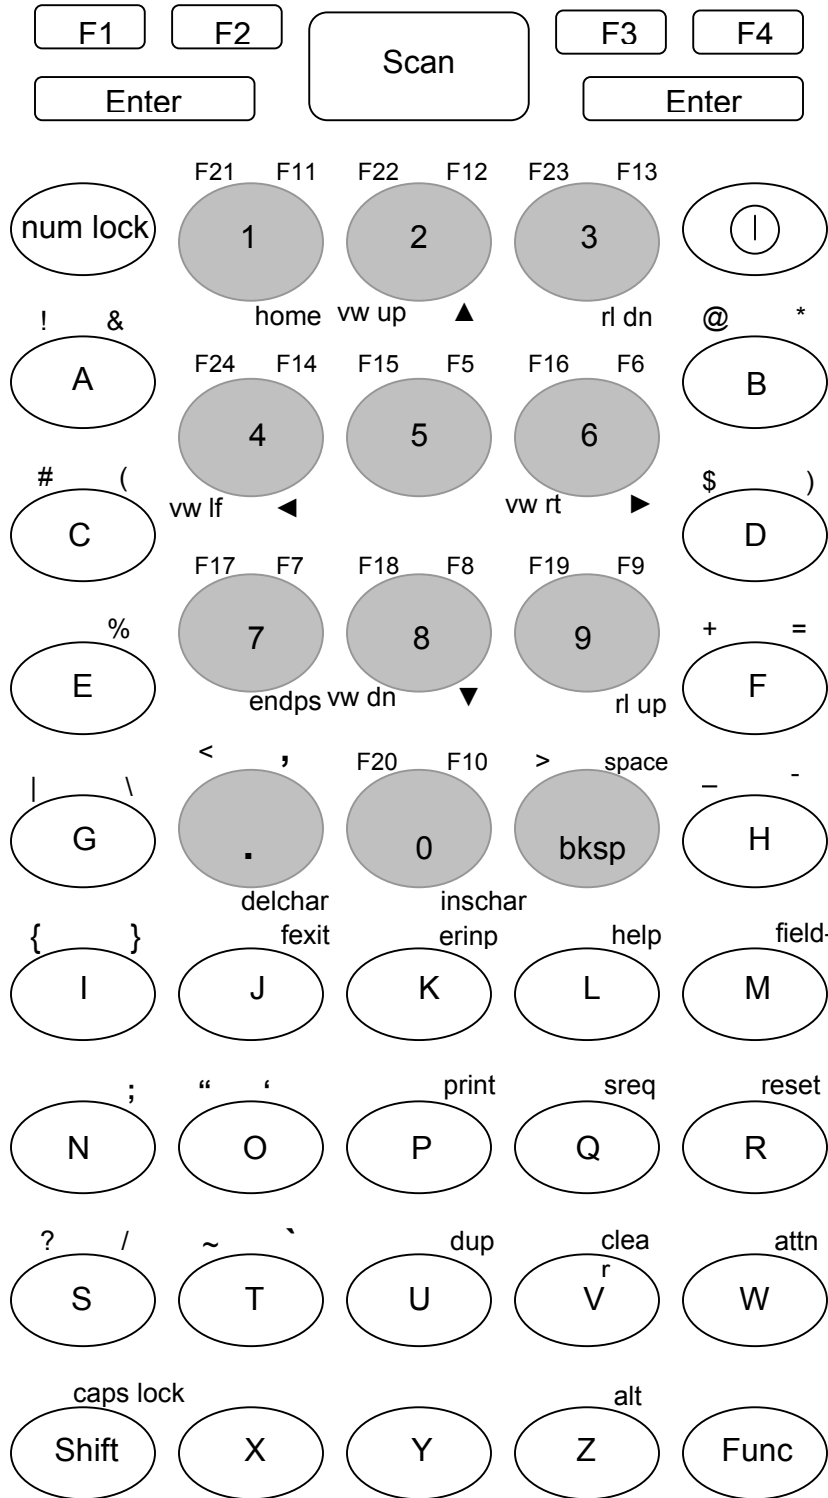 F1 F2 Scan F3 F4
Enter Enter
F21 F11 F22 F12 F23 F13
num lock 1 2 3 |
home vw up ▲ rl dn
! & @ *
A B
F24 F14 F15 F5 F16 F6
4 5 6
# ( $ )
vw lf ◄ vw rt ►
C D
F17 F7 F18 F8 F19 F9
% + =
7 8 9
E F
endps vw dn ▼ rl up
< , F20 F10 > space
| \ _ -
G . 0 bksp H
delchar inschar
{ } fexit erinp help field-
I J K L M
; “ ‘ print sreq reset
N O P Q R
? / ~ ` dup clea attn
r
S T U V W
caps lock alt
Shift X Y Z Func